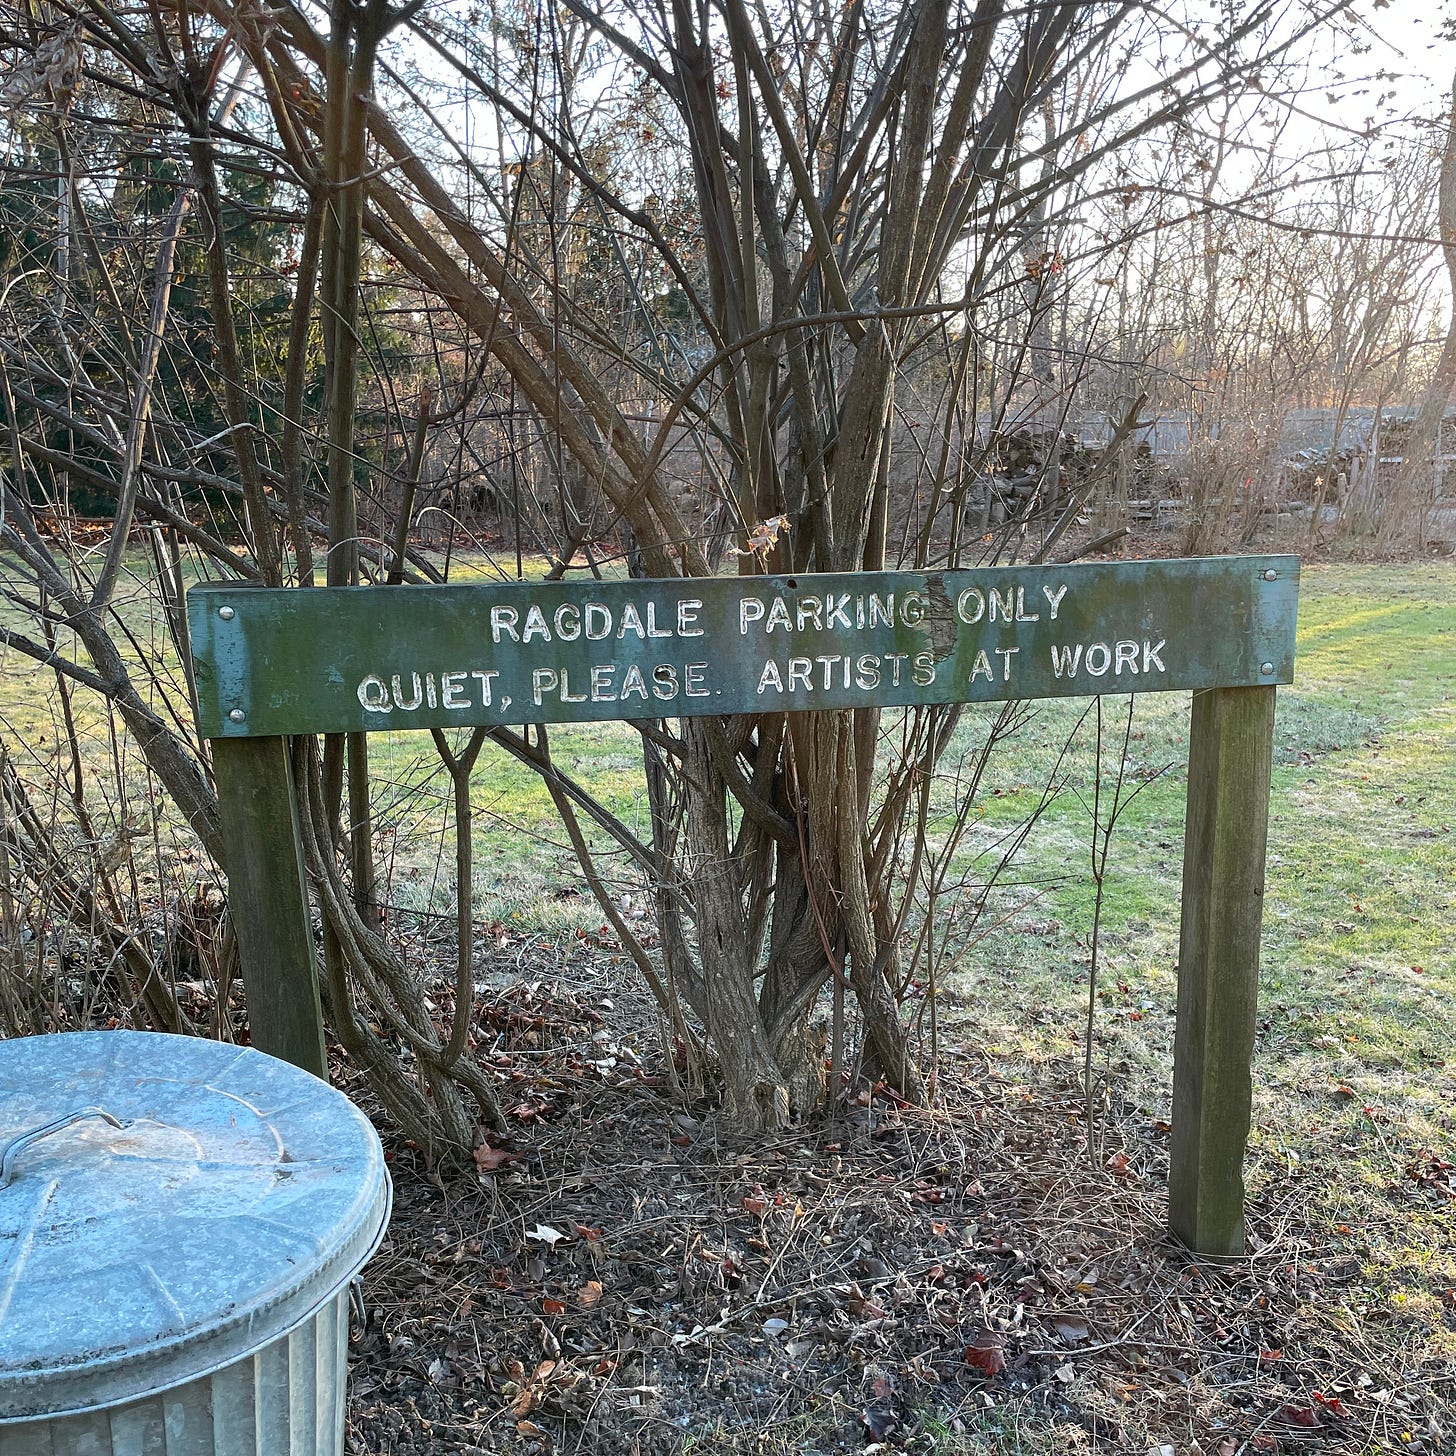 RAGDALE PARKING ONLY
QUIET, PLEASE. ARTISTS AT WORK